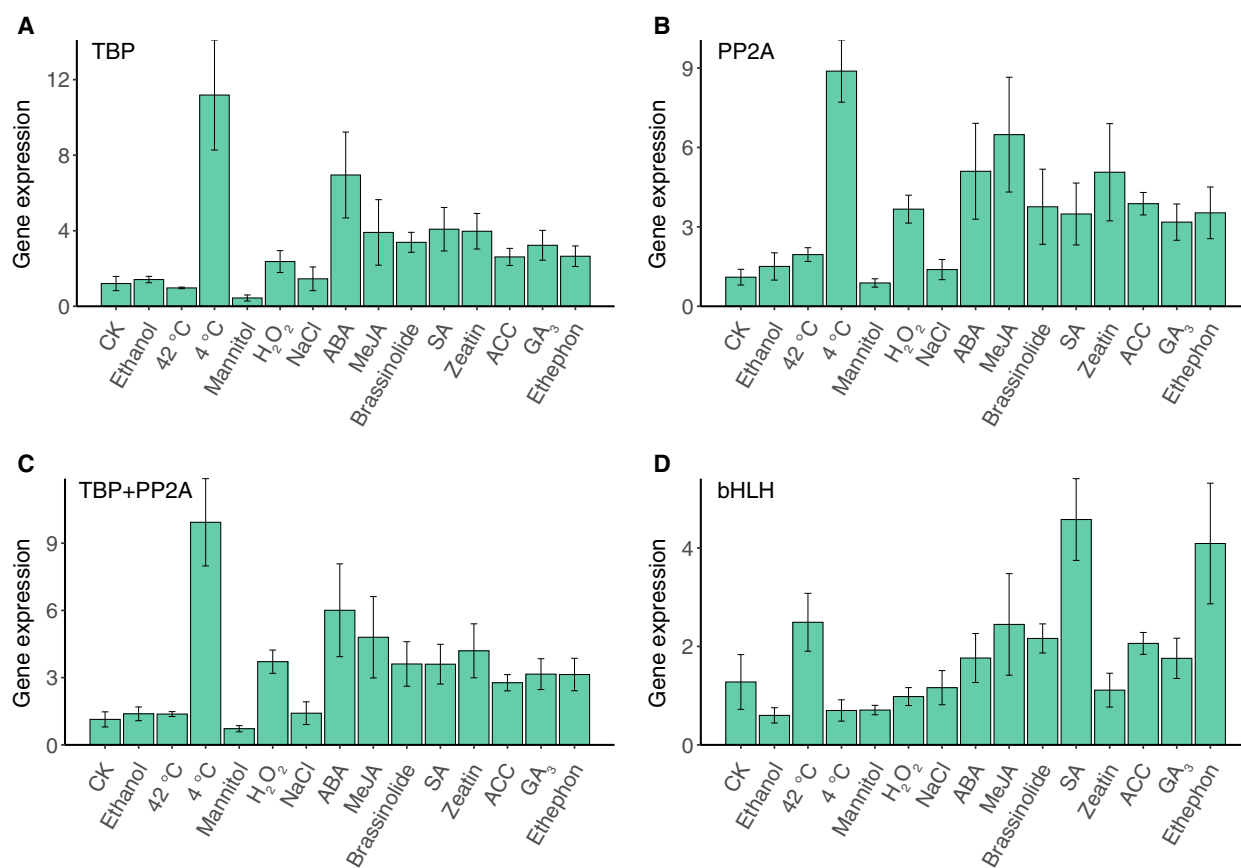 A
TBP
Gene expression
12
8
4
0
CK
Ethanol
42 °C
4 °C
Mannitol
H₂O₂
NaCl
ABA
MeJA
Brassinolide
SA
Zeatin
ACC
GA₃
Ethephon
B
PP2A
Gene expression
9
6
3
0
CK
Ethanol
42 °C
4 °C
Mannitol
H₂O₂
NaCl
ABA
MeJA
Brassinolide
SA
Zeatin
ACC
GA₃
Ethephon
C
TBP+PP2A
Gene expression
9
6
3
0
CK
Ethanol
42 °C
4 °C
Mannitol
H₂O₂
NaCl
ABA
MeJA
Brassinolide
SA
Zeatin
ACC
GA₃
Ethephon
D
bHLH
Gene expression
4
2
0
CK
Ethanol
42 °C
4 °C
Mannitol
H₂O₂
NaCl
ABA
MeJA
Brassinolide
SA
Zeatin
ACC
GA₃
Ethephon